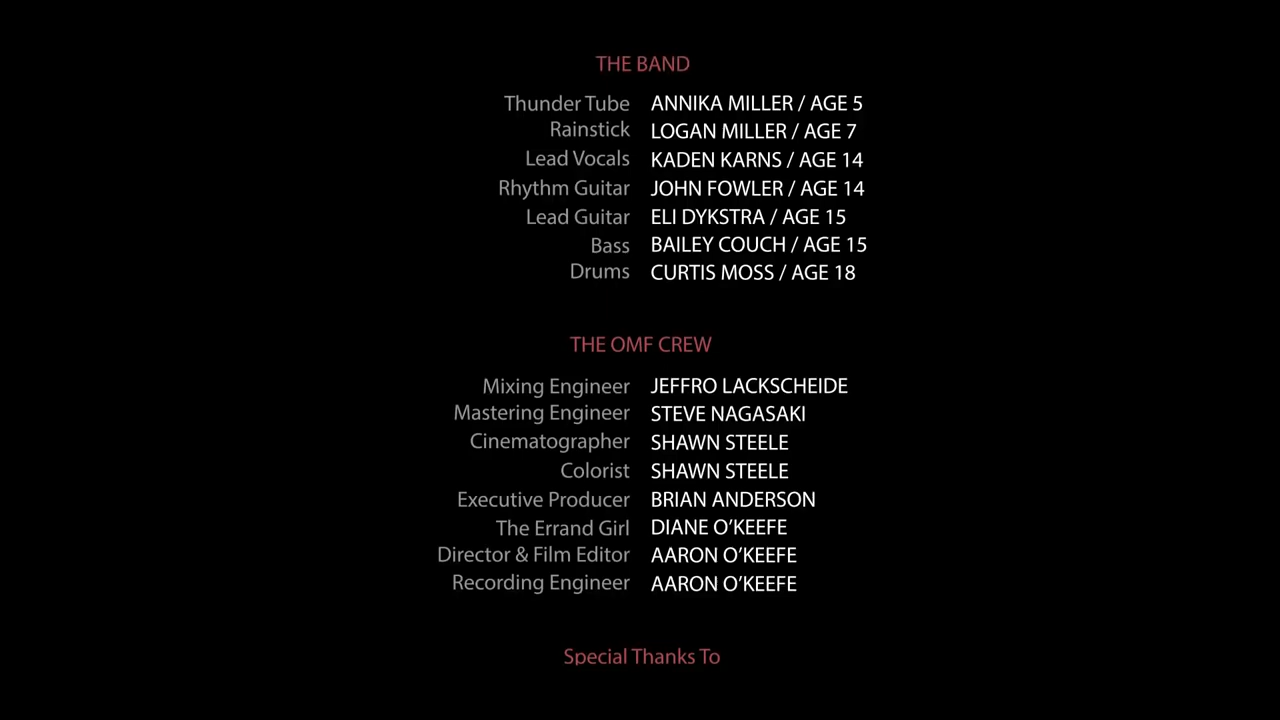 THE BAND
Thunder Tube ANNIKA MILLER / AGE 5
Rainstick LOGAN MILLER / AGE 7
Lead Vocals KADEN KARNS / AGE 14
Rhythm Guitar JOHN FOWLER / AGE 14
Lead Guitar ELI DYKSTRA / AGE 15
Bass BAILEY COUCH / AGE 15
Drums CURTIS MOSS / AGE 18
THE OMF CREW
Mixing Engineer JEFFRO LACKSCHEIDE
Mastering Engineer STEVE NAGASAKI
Cinematographer SHAWN STEELE
Colorist SHAWN STEELE
Executive Producer BRIAN ANDERSON
The Errand Girl DIANE O’KEEFE
Director & Film Editor AARON O’KEEFE
Recording Engineer AARON O’KEEFE
Special Thanks To